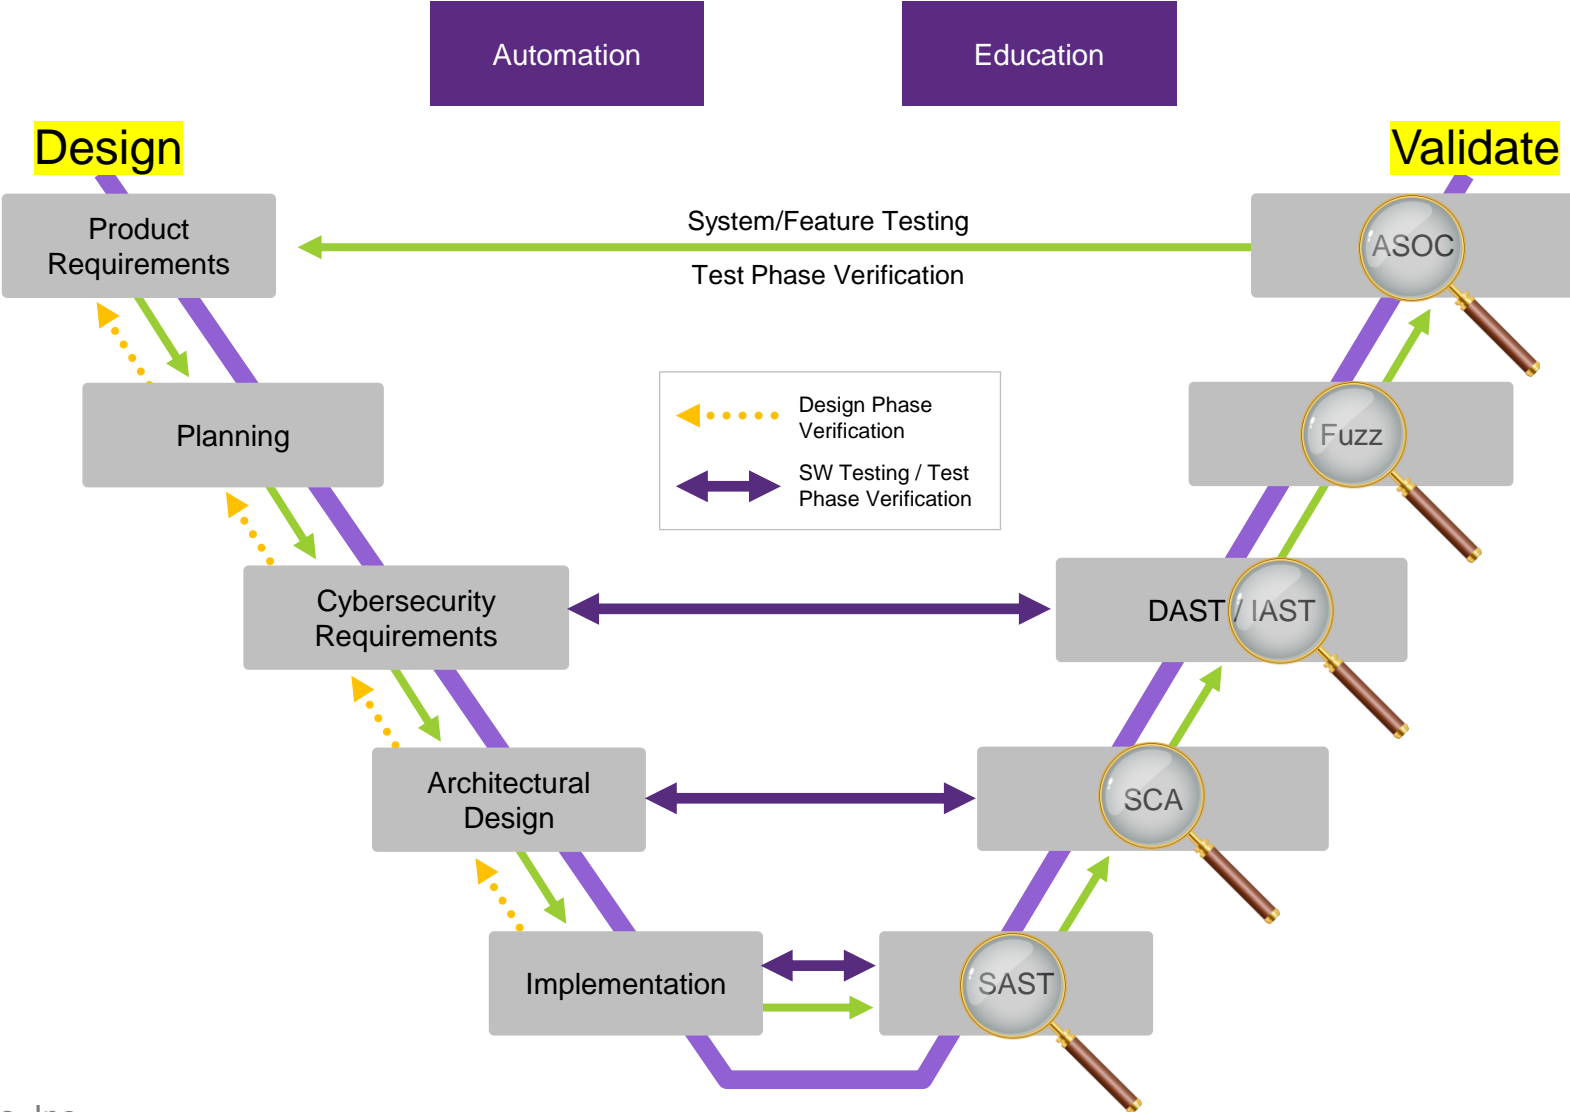 Automation
Education
Design
Validate
Product
Requirements
System/Feature Testing
Test Phase Verification
ASOC
Planning
Design Phase
Verification
SW Testing / Test
Phase Verification
Fuzz
Cybersecurity
Requirements
DAST / IAST
Architectural
Design
SCA
Implementation
SAST